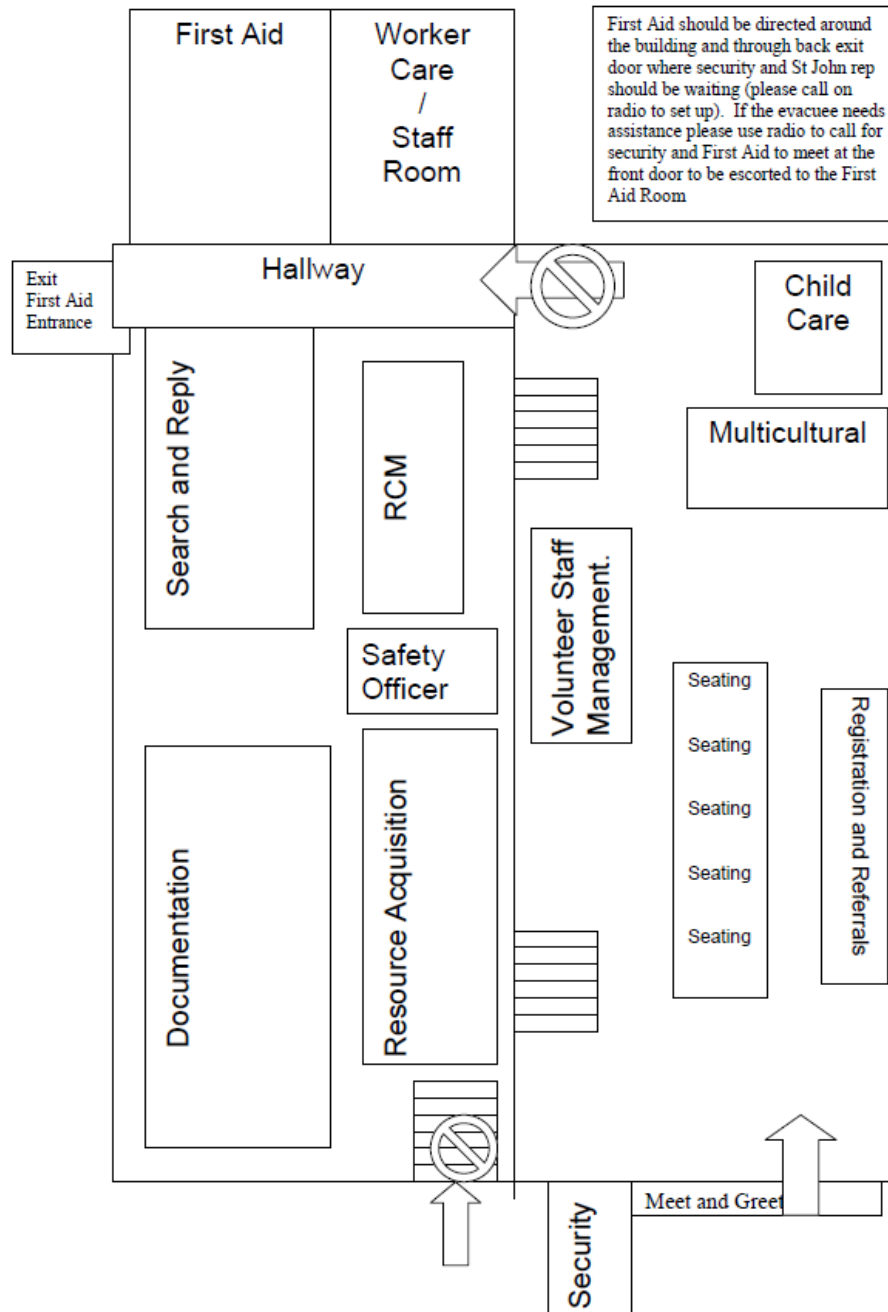 First Aid
Worker
Care
/
Staff
Room
First Aid should be directed around
the building and through back exit
door where security and St John rep
should be waiting (please call on
radio to set up).  If the evacuee needs
assistance please use radio to call for
security and First Aid to meet at the
front door to be escorted to the First
Aid Room
Exit
First Aid
Entrance
Hallway
Child
Care
Multicultural
Search and Reply
RCM
Volunteer Staff
Management.
Safety
Officer
Seating
Seating
Seating
Seating
Seating
Registration and Referrals
Documentation
Resource Acquisition
Security
Meet and Greet